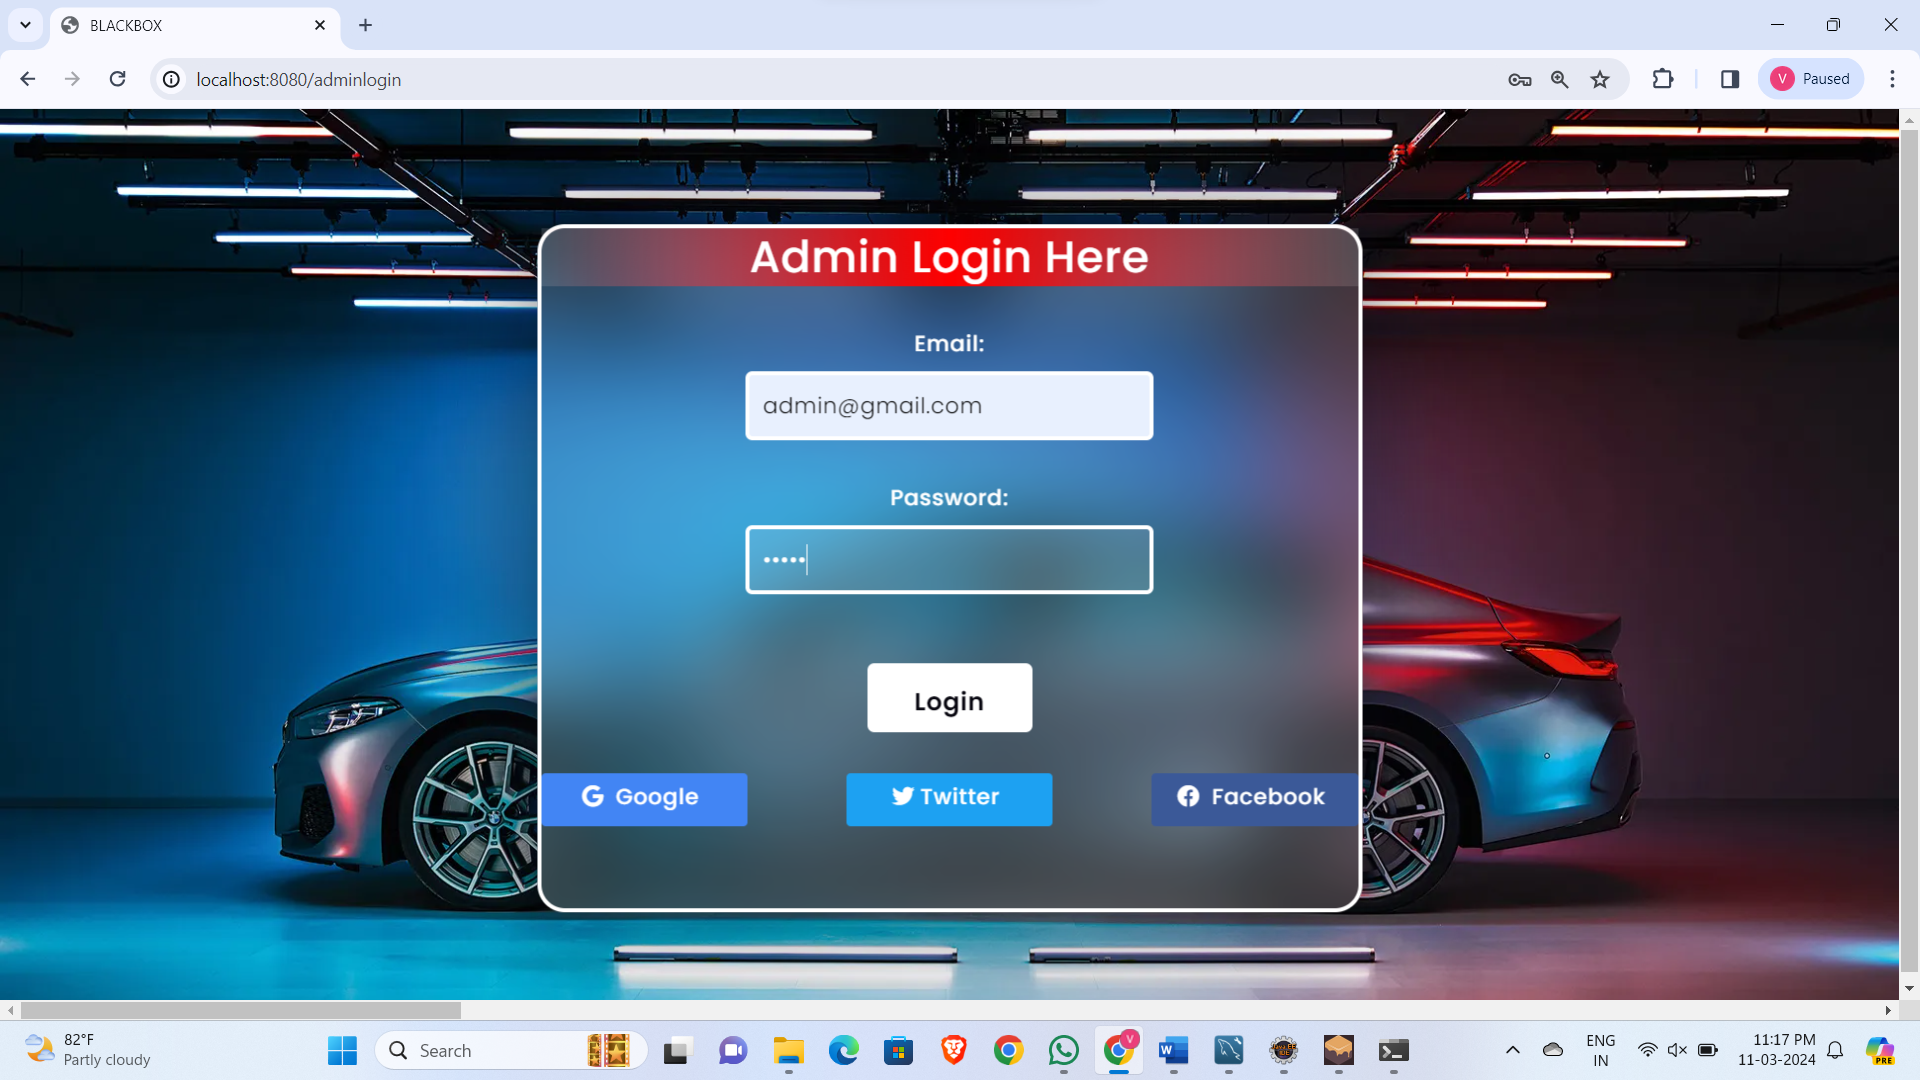 BLACKBOX
localhost:8080/adminlogin
V Paused
Admin Login Here
Email:
admin@gmail.com
Password:
•••••
Login
Google
Twitter
Facebook
82°F
Partly cloudy
Search
V
ENG
IN
11:17 PM
11-03-2024
PRE